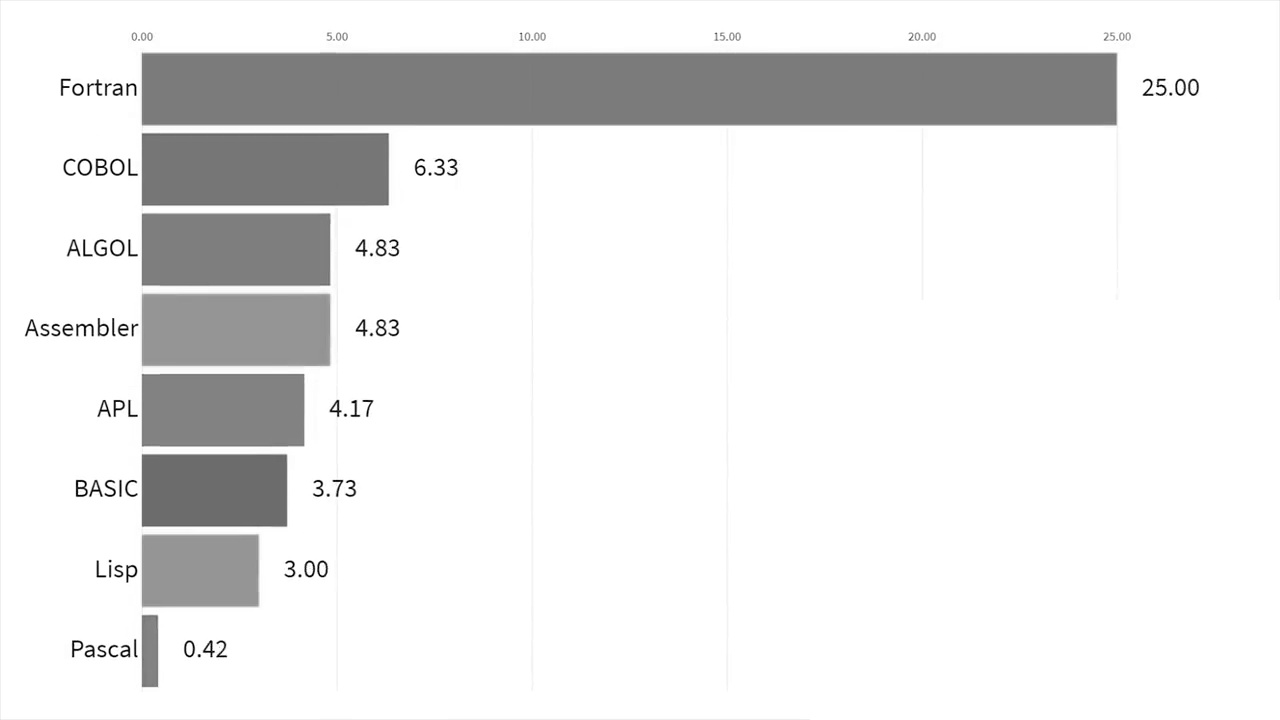 0.00 5.00 10.00 15.00 20.00 25.00
Fortran 25.00
COBOL 6.33
ALGOL 4.83
Assembler 4.83
APL 4.17
BASIC 3.73
Lisp 3.00
Pascal 0.42